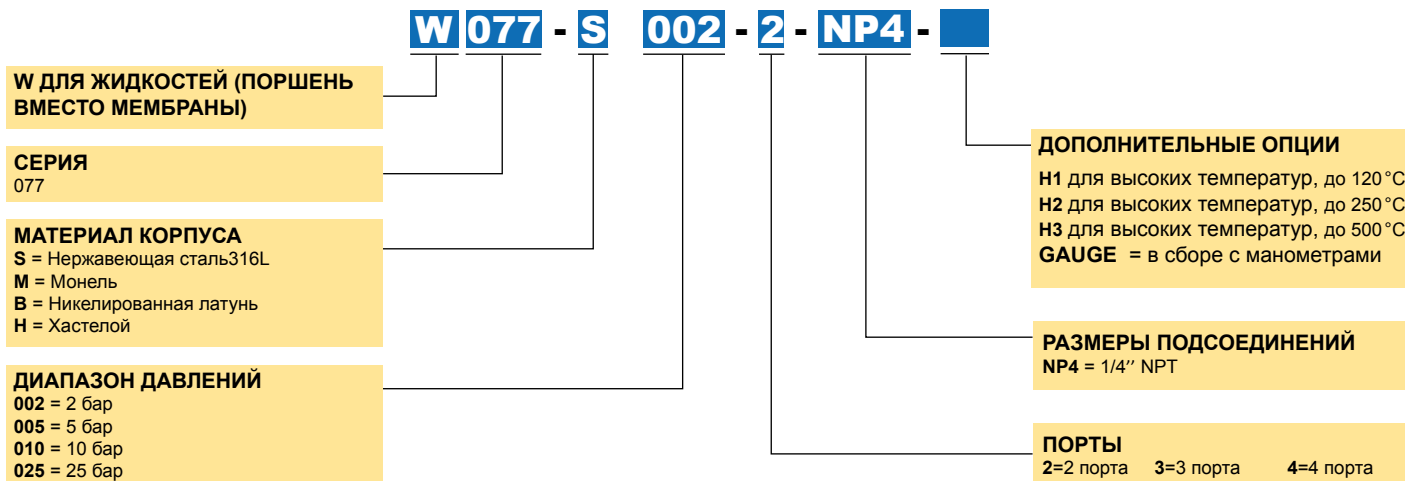 W 077 - S 002 - 2 - NP4 -
W ДЛЯ ЖИДКОСТЕЙ (ПОРШЕНЬ
ВМЕСТО МЕМБРАНЫ)
СЕРИЯ
077
МАТЕРИАЛ КОРПУСА
S = Нержавеющая сталь316L
M = Монель
B = Никелированная латунь
H = Хастелой
ДИАПАЗОН ДАВЛЕНИЙ
002 = 2 бар
005 = 5 бар
010 = 10 бар
025 = 25 бар
ДОПОЛНИТЕЛЬНЫЕ ОПЦИИ
H1 для высоких температур, до 120°C
H2 для высоких температур, до 250°C
H3 для высоких температур, до 500°C
GAUGE = в сборе с манометрами
РАЗМЕРЫ ПОДСОЕДИНЕНИЙ
NP4 = 1/4′′ NPT
ПОРТЫ
2=2 порта 3=3 порта 4=4 порта